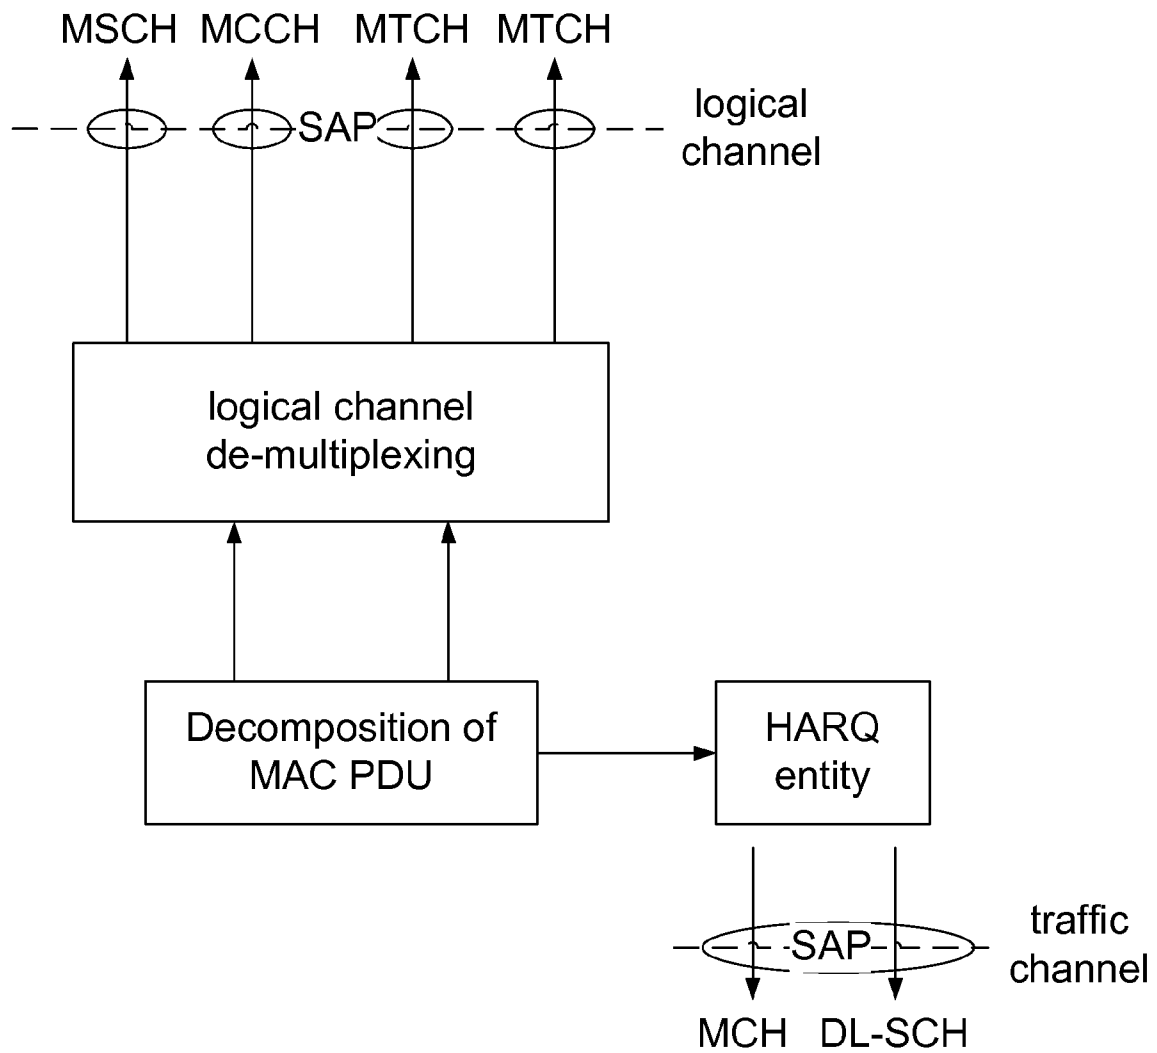 MSCH MCCH MTCH MTCH
SAP
logical
channel
logical channel
de-multiplexing
Decomposition of
MAC PDU
HARQ
entity
SAP
traffic
channel
MCH DL-SCH